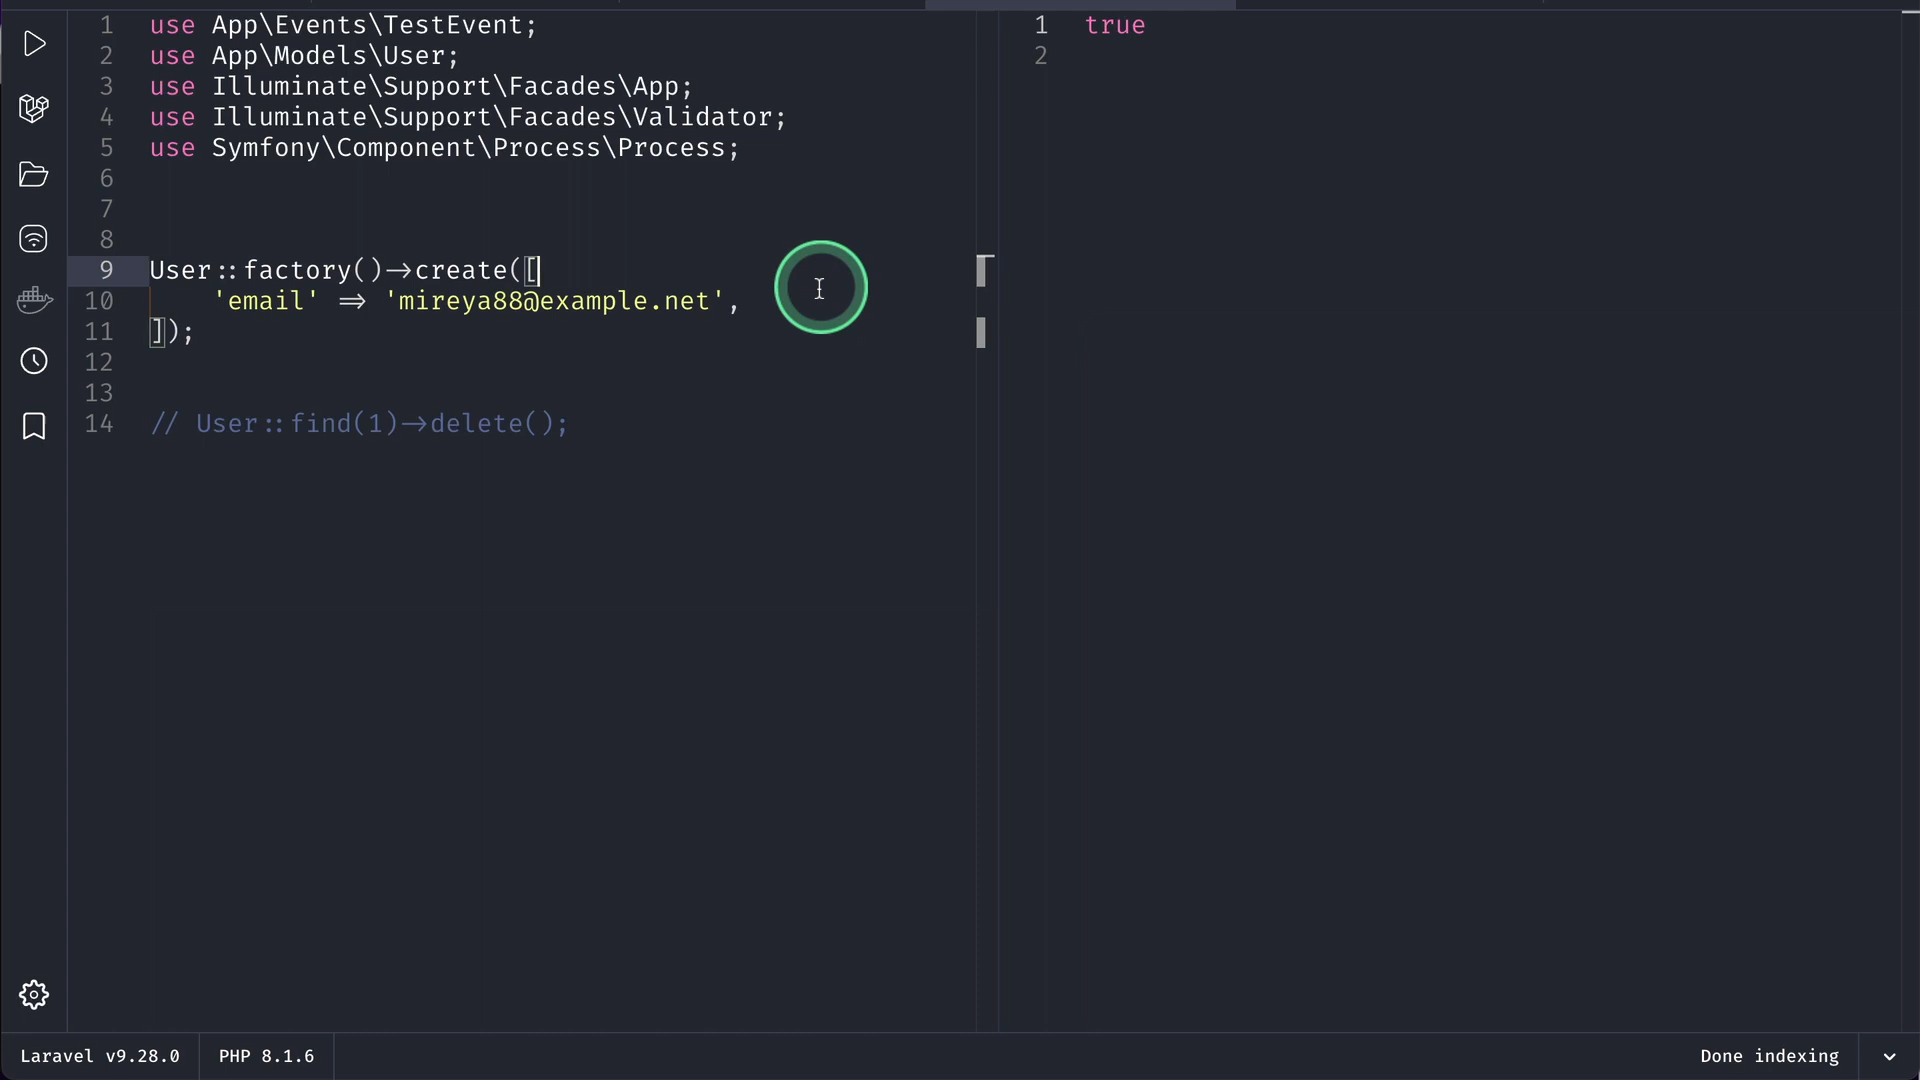 1 use App\Events\TestEvent;
2 use App\Models\User;
3 use Illuminate\Support\Facades\App;
4 use Illuminate\Support\Facades\Validator;
5 use Symfony\Component\Process\Process;
6
7
8
9 User::factory()->create([
10 'email' => 'mireya88@example.net',
11 ]);
12
13
14 // User::find(1)->delete();
1 true
2
Laravel v9.28.0 PHP 8.1.6 Done indexing